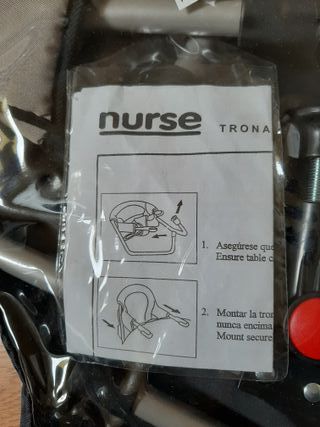 nurse TRONA
1. Asegúrese que
Ensure table c
2. Montar la tron
nunca encima
Mount secure